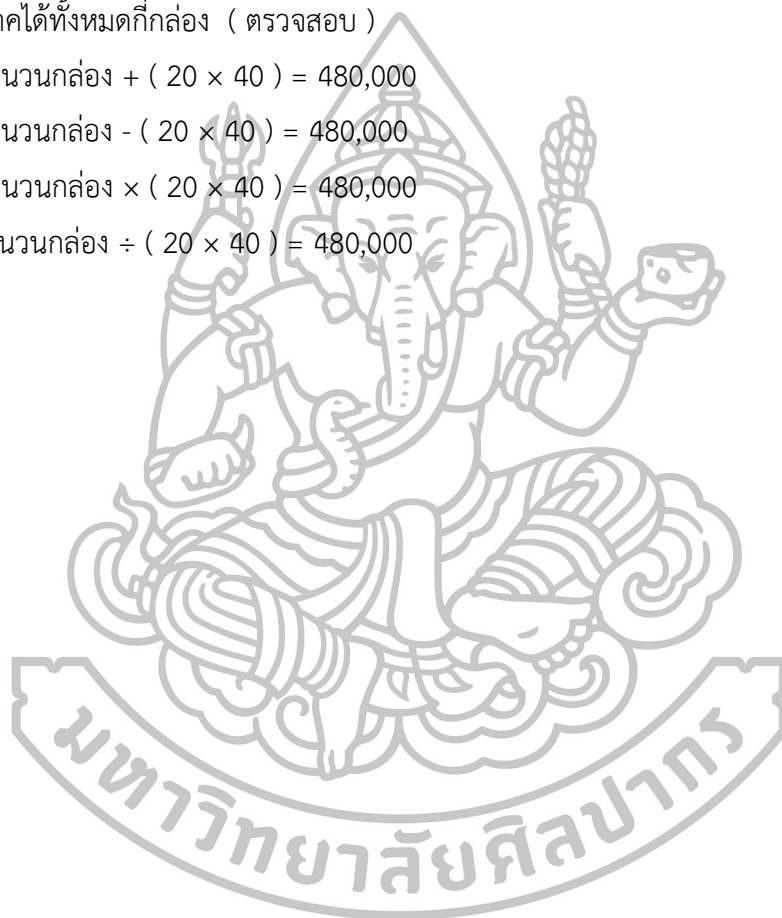 าคได้ทั้งหมดกี่กล่อง ( ตรวจสอบ )
นวนกล่อง + ( 20 × 40 ) = 480,000
นวนกล่อง - ( 20 × 40 ) = 480,000
นวนกล่อง × ( 20 × 40 ) = 480,000
นวนกล่อง ÷ ( 20 × 40 ) = 480,000
มหาวิทยาลัยศิลปากร